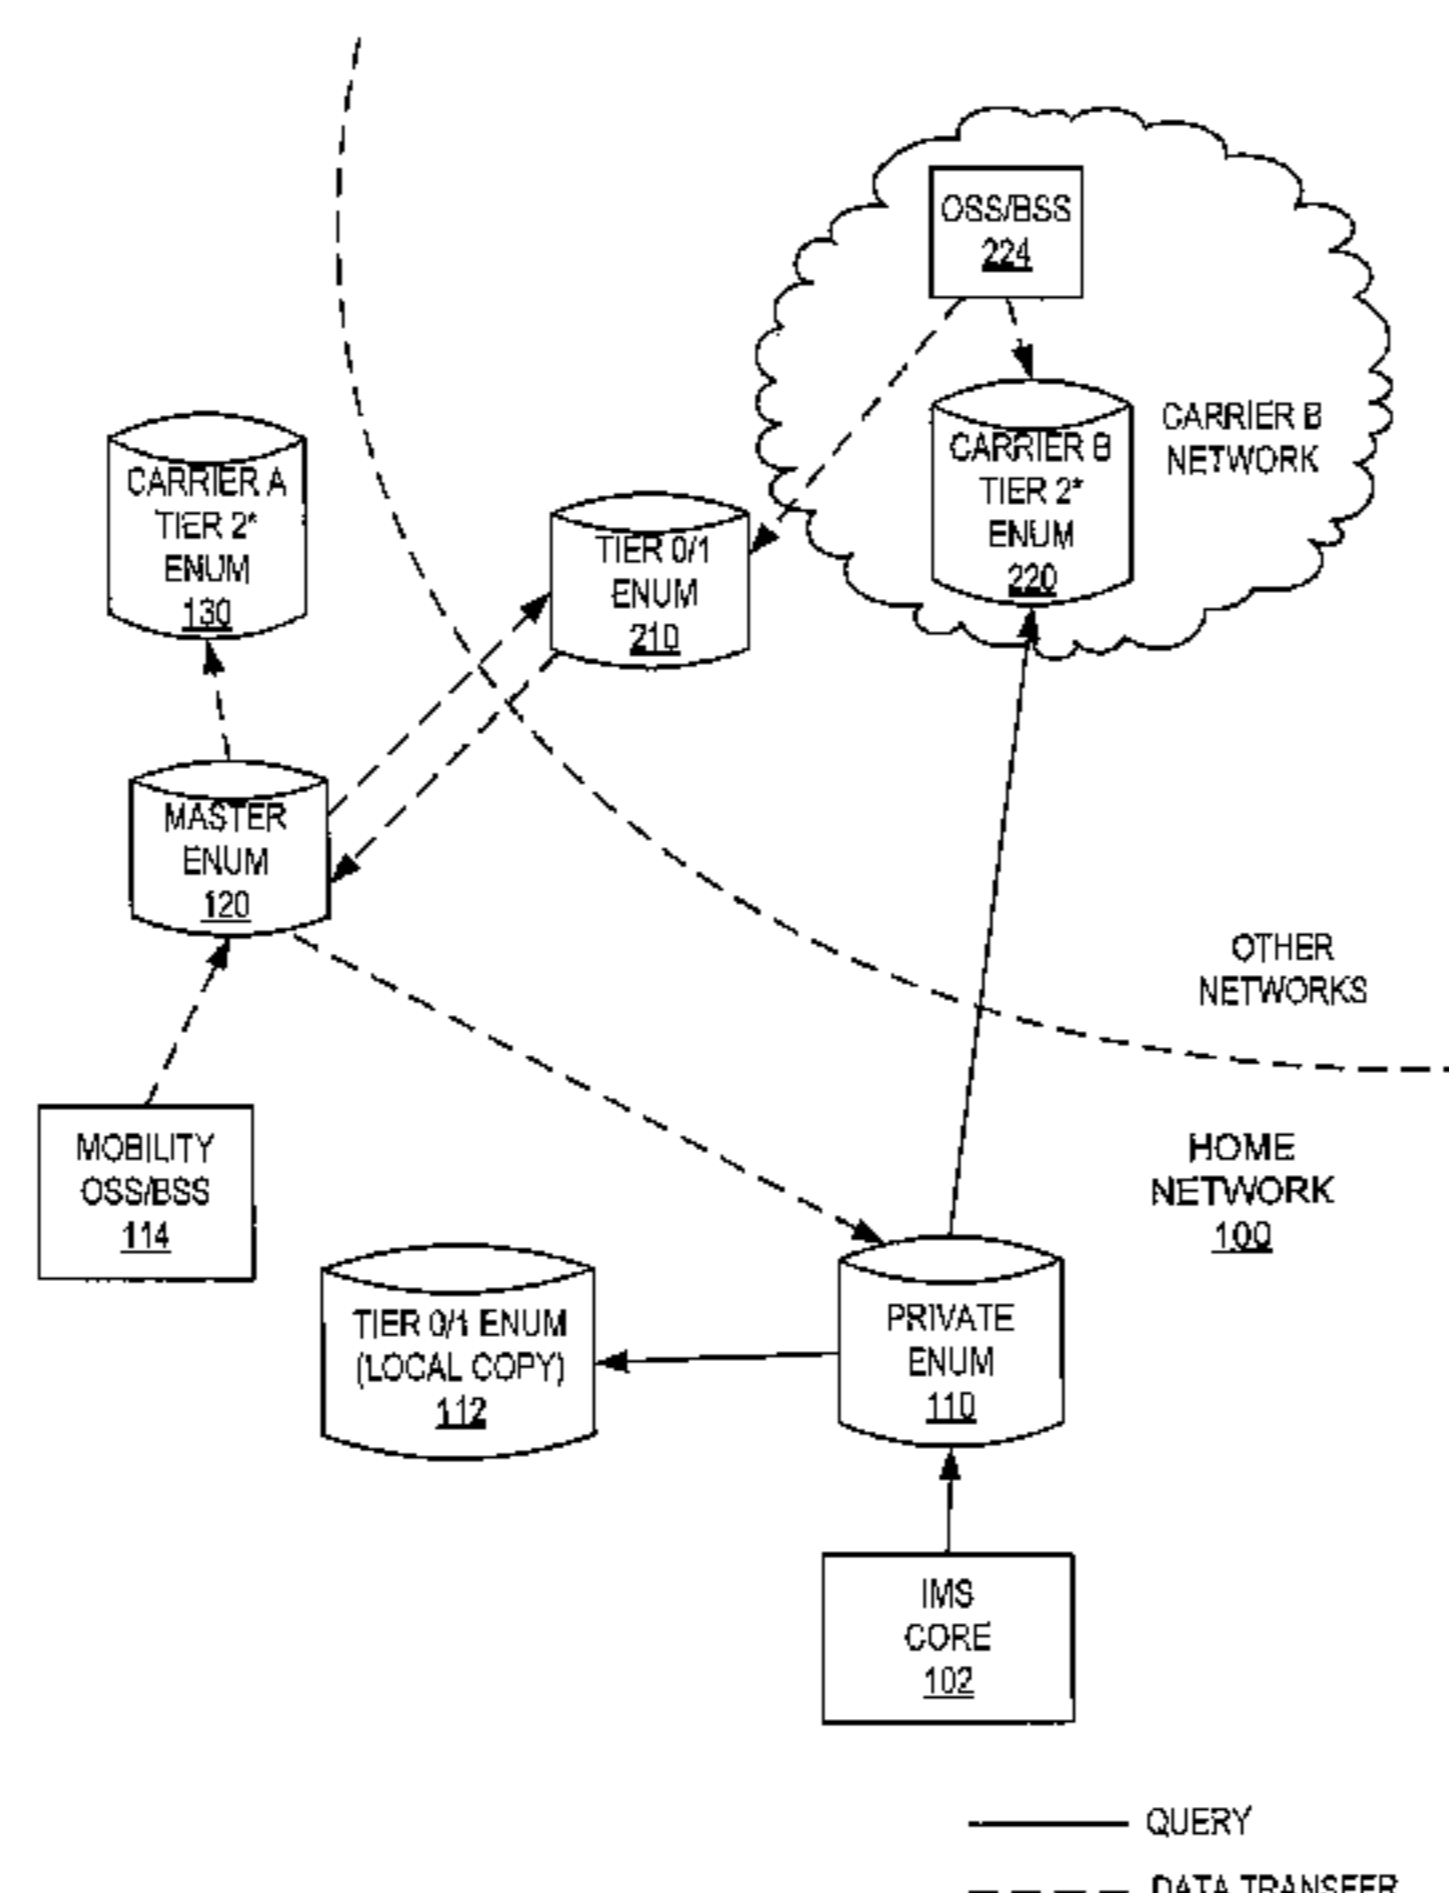 OSS/BSS
224
CARRIER B
NETWORK
CARRIER B
TIER 2*
ENUM
220
CARRIER A
TIER 2*
ENUM
130
TIER 0/1
ENUM
210
MASTER
ENUM
120
OTHER
NETWORKS
MOBILITY
OSS/BSS
114
HOME
NETWORK
100
TIER 0/1 ENUM
(LOCAL COPY)
112
PRIVATE
ENUM
110
IMS
CORE
102
QUERY
DATA TRANSFER